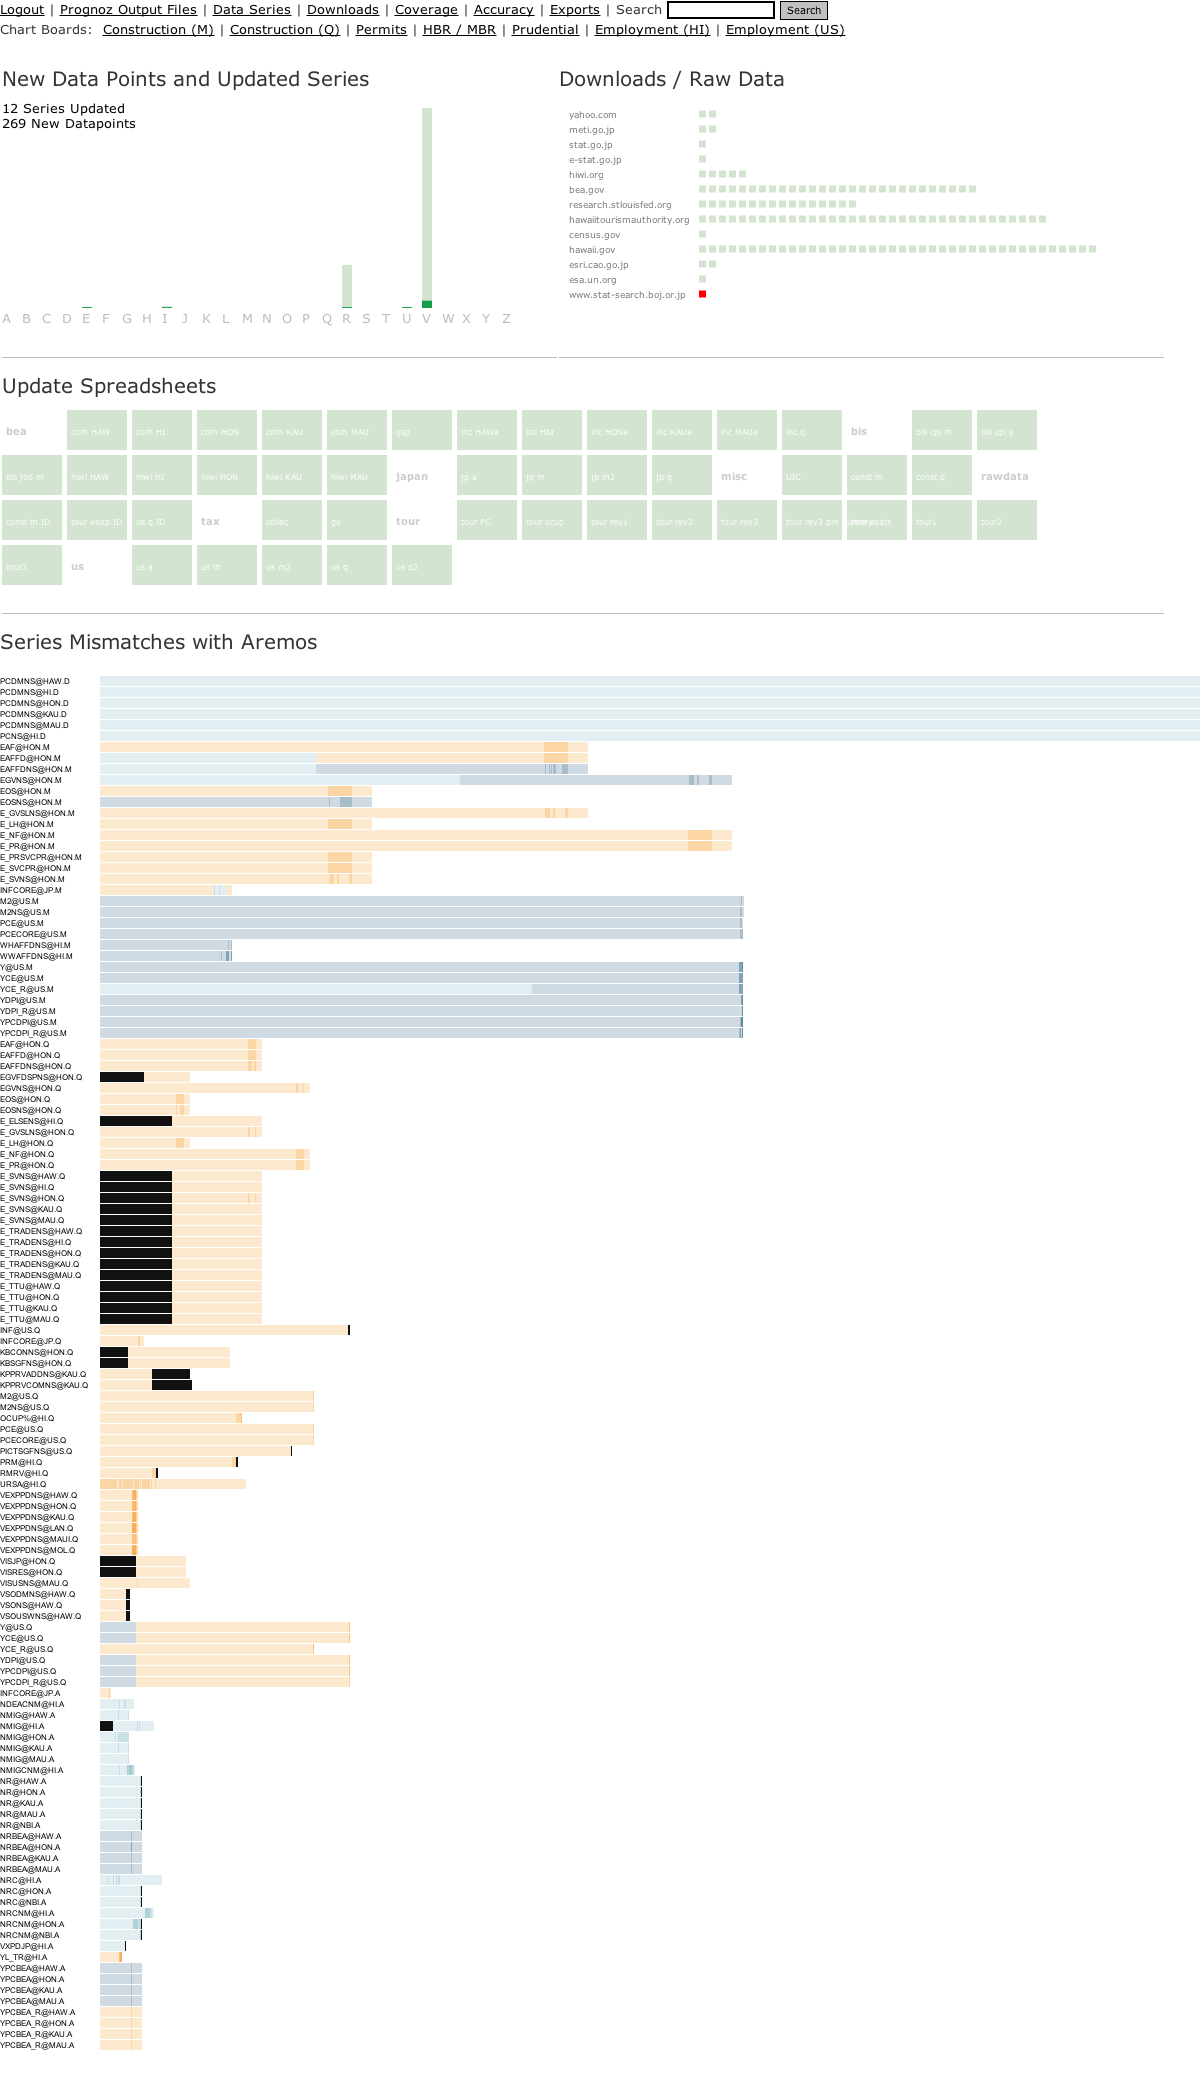 Logout | Prognoz Output Files | Data Series | Downloads | Coverage | Accuracy | Exports | Search Search
Chart Boards: Construction (M) | Construction (Q) | Permits | HBR / MBR | Prudential | Employment (HI) | Employment (US)
New Data Points and Updated Series
12 Series Updated
269 New Datapoints
A B C D E F G H I J K L M N O P Q R S T U V W X Y Z
Downloads / Raw Data
yahoo.com
meti.go.jp
stat.go.jp
e-stat.go.jp
hiwi.org
bea.gov
research.stlouisfed.org
hawaiitourismauthority.org
census.gov
hawaii.gov
esri.cao.go.jp
esa.un.org
www.stat-search.boj.or.jp
Update Spreadsheets
bea com HAW com HI com HON com KAU com MAU gsp inc HAWa inc HIa inc HONa inc KAUa inc MAUa inc q bls bls cpi m bls cpi s
bls job m hiwi HAW hiwi HI hiwi HON hiwi KAU hiwi MAU japan jp a jp m jp m2 jp q misc UIC const m const q rawdata
const m ID tour vexp ID us q ID tax collec ge tour tour PC tour ocup tour rev1 tour rev2 tour rev3 tour rev3 pre tour seats tour1 tour2
tour3 us us a us m us m2 us q us q2
Series Mismatches with Aremos
PCDMNS@HAW.D
PCDMNS@HI.D
PCDMNS@HON.D
PCDMNS@KAU.D
PCDMNS@MAU.D
PCNS@HI.D
EAF@HON.M
EAFFD@HON.M
EAFFDNS@HON.M
EGVNS@HON.M
EOS@HON.M
EOSNS@HON.M
E_GVSLNS@HON.M
E_LH@HON.M
E_NF@HON.M
E_PR@HON.M
E_PRSVCPR@HON.M
E_SVCPR@HON.M
E_SVNS@HON.M
INFCORE@JP.M
M2@US.M
M2NS@US.M
PCE@US.M
PCECORE@US.M
WHAFFDNS@HI.M
WWAFFDNS@HI.M
Y@US.M
YCE@US.M
YCE_R@US.M
YDPI@US.M
YDPI_R@US.M
YPCDPI@US.M
YPCDPI_R@US.M
EAF@HON.Q
EAFFD@HON.Q
EAFFDNS@HON.Q
EGVFDSPNS@HON.Q
EGVNS@HON.Q
EOS@HON.Q
EOSNS@HON.Q
E_ELSENS@HI.Q
E_GVSLNS@HON.Q
E_LH@HON.Q
E_NF@HON.Q
E_PR@HON.Q
E_SVNS@HAW.Q
E_SVNS@HI.Q
E_SVNS@HON.Q
E_SVNS@KAU.Q
E_SVNS@MAU.Q
E_TRADENS@HAW.Q
E_TRADENS@HI.Q
E_TRADENS@HON.Q
E_TRADENS@KAU.Q
E_TRADENS@MAU.Q
E_TTU@HAW.Q
E_TTU@HON.Q
E_TTU@KAU.Q
E_TTU@MAU.Q
INF@US.Q
INFCORE@JP.Q
KBCONNS@HON.Q
KBSGFNS@HON.Q
KPPRVADDNS@KAU.Q
KPPRVCOMNS@KAU.Q
M2@US.Q
M2NS@US.Q
OCUP%@HI.Q
PCE@US.Q
PCECORE@US.Q
PICTSGFNS@US.Q
PRM@HI.Q
RMRV@HI.Q
URSA@HI.Q
VEXPPDNS@HAW.Q
VEXPPDNS@HON.Q
VEXPPDNS@KAU.Q
VEXPPDNS@LAN.Q
VEXPPDNS@MAUI.Q
VEXPPDNS@MOL.Q
VISJP@HON.Q
VISRES@HON.Q
VISUSNS@MAU.Q
VSODMNS@HAW.Q
VSONS@HAW.Q
VSOUSWNS@HAW.Q
Y@US.Q
YCE@US.Q
YCE_R@US.Q
YDPI@US.Q
YPCDPI@US.Q
YPCDPI_R@US.Q
INFCORE@JP.A
NDEACNM@HI.A
NMIG@HAW.A
NMIG@HI.A
NMIG@HON.A
NMIG@KAU.A
NMIG@MAU.A
NMIGCNM@HI.A
NR@HAW.A
NR@HON.A
NR@KAU.A
NR@MAU.A
NR@NBI.A
NRBEA@HAW.A
NRBEA@HON.A
NRBEA@KAU.A
NRBEA@MAU.A
NRC@HI.A
NRC@HON.A
NRC@NBI.A
NRCNM@HI.A
NRCNM@HON.A
NRCNM@NBI.A
VXPDJP@HI.A
YL_TR@HI.A
YPCBEA@HAW.A
YPCBEA@HON.A
YPCBEA@KAU.A
YPCBEA@MAU.A
YPCBEA_R@HAW.A
YPCBEA_R@HON.A
YPCBEA_R@KAU.A
YPCBEA_R@MAU.A